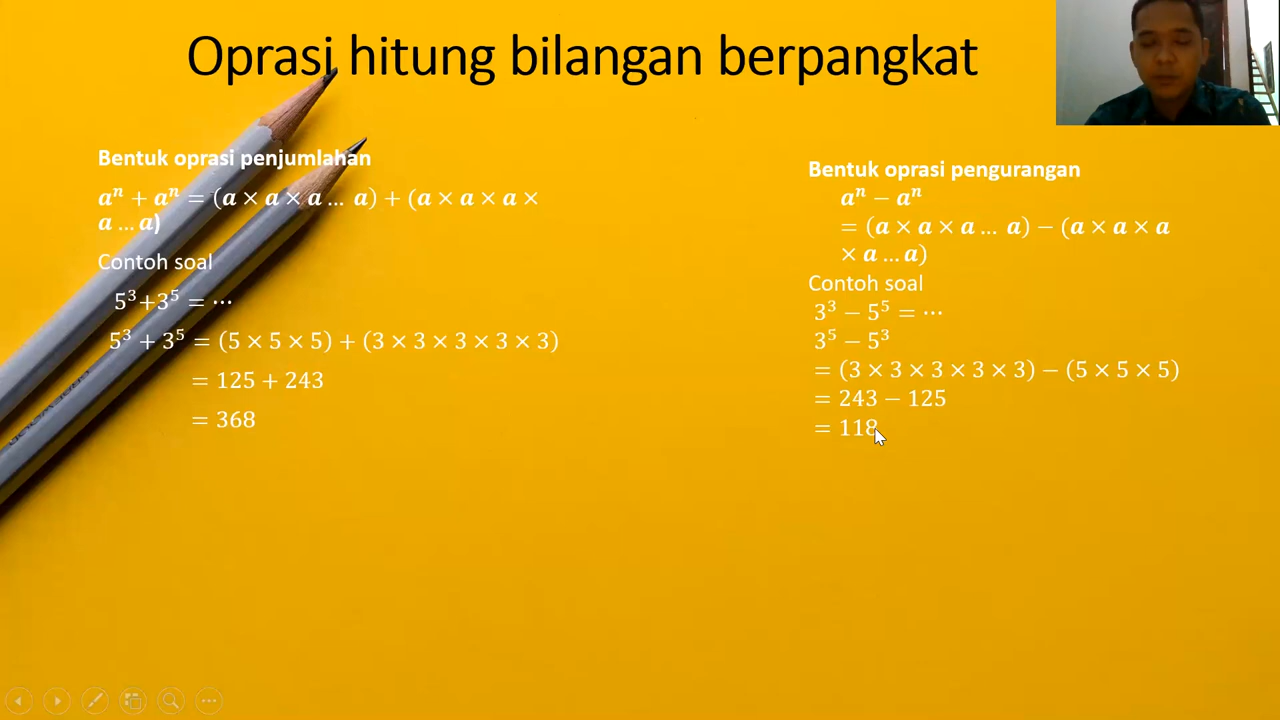 Oprasi hitung bilangan berpangkat
Bentuk oprasi penjumlahan
aⁿ + aⁿ = (a × a × a … a) + (a × a × a ×
a … a)
Contoh soal
5³+3⁵ = ⋯
5³ + 3⁵ = (5 × 5 × 5) + (3 × 3 × 3 × 3 × 3)
= 125 + 243
= 368
Bentuk oprasi pengurangan
aⁿ − aⁿ
= (a × a × a … a) − (a × a × a
× a … a)
Contoh soal
3³ − 5⁵ = ⋯
3⁵ − 5³
= (3 × 3 × 3 × 3 × 3) − (5 × 5 × 5)
= 243 − 125
= 118